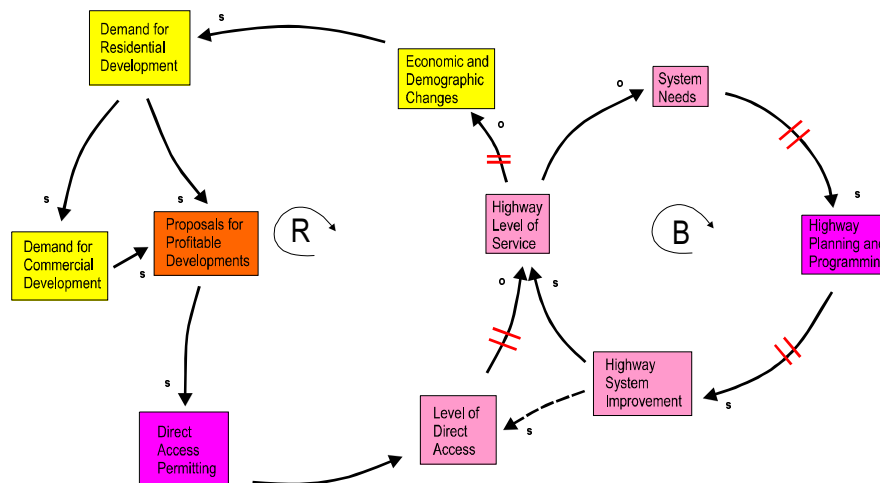 s
Demand for
Residential
Development
Economic and
Demographic
Changes
o
System
Needs
o
s
s
s
Proposals for
Profitable
Developments
R
Highway
Level of
Service
B
s
Highway
Planning and
Programmin
Demand for
Commercial
Development
s
o
s
Highway
System
Improvement
s
s
s
Direct
Access
Permitting
Level of
Direct
Access